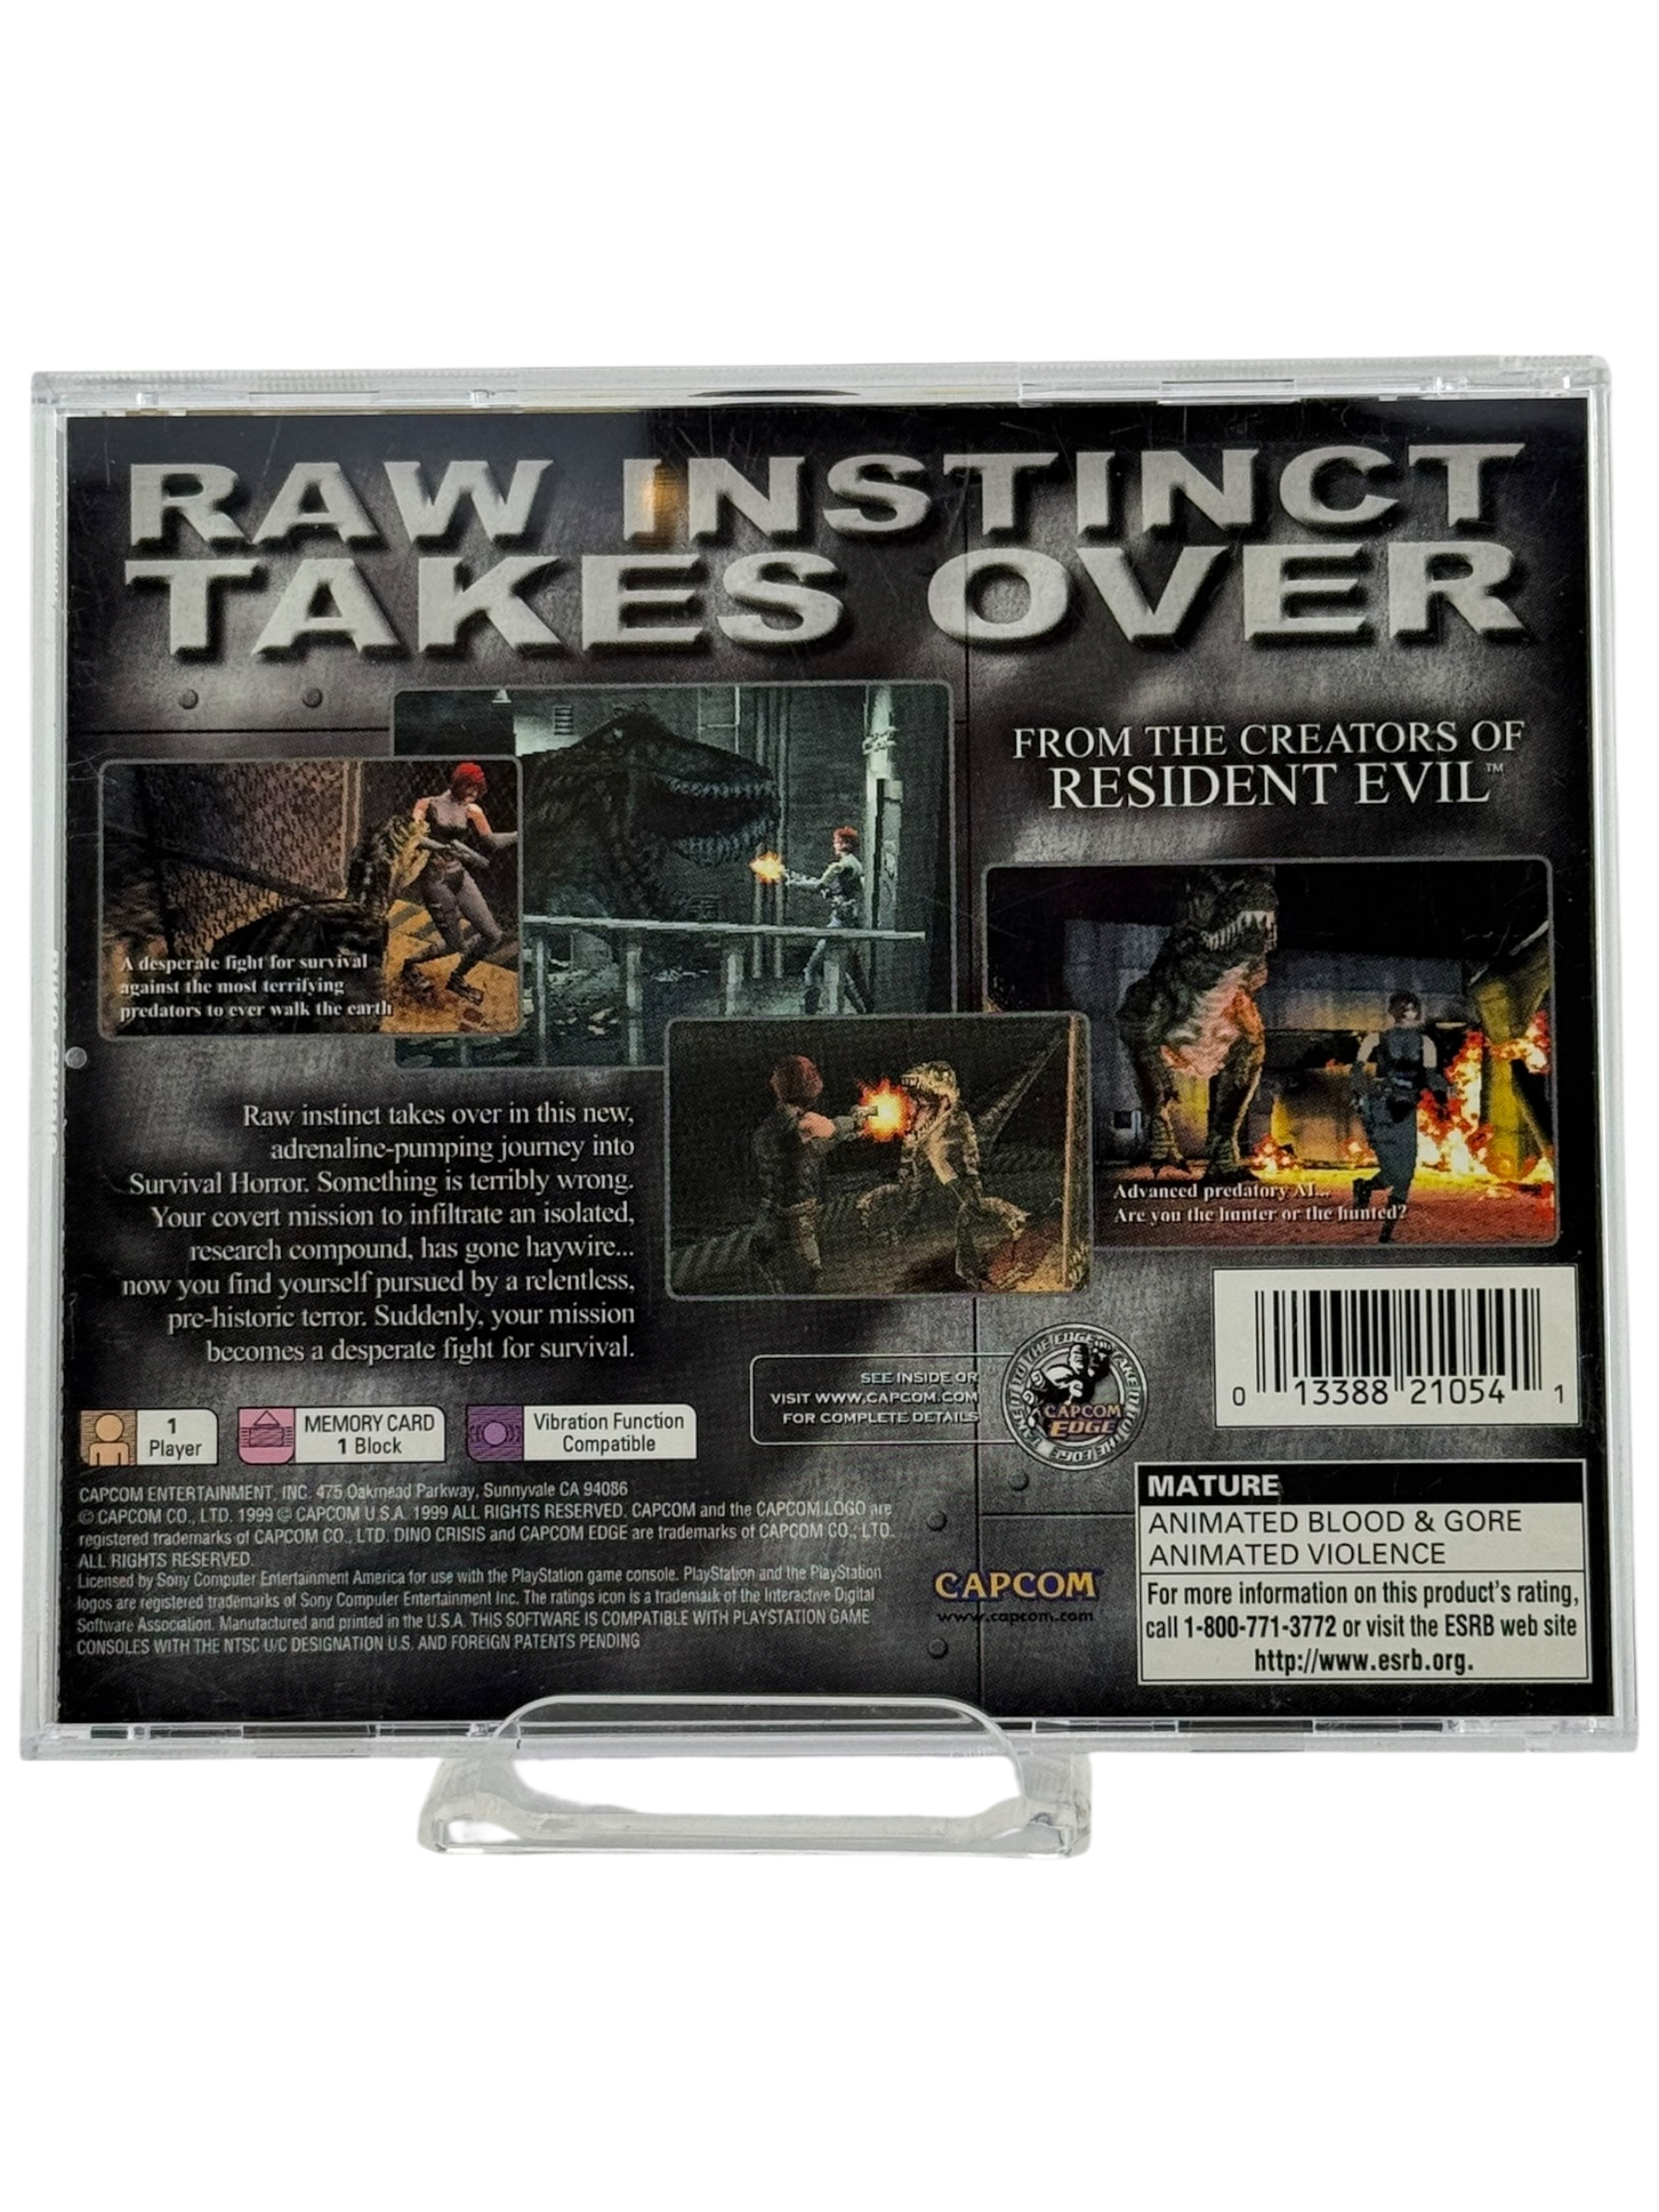 RAW INSTINCT
TAKES OVER
FROM THE CREATORS OF
RESIDENT EVIL™
A desperate fight for survival
against the most terrifying
predators to ever walk the earth
Advanced predatory AI...
Are you the hunter or the hunted?
Raw instinct takes over in this new,
adrenaline-pumping journey into
Survival Horror. Something is terribly wrong.
Your covert mission to infiltrate an isolated,
research compound, has gone haywire...
now you find yourself pursued by a relentless,
pre-historic terror. Suddenly, your mission
becomes a desperate fight for survival.
SEE INSIDE OR
VISIT WWW.CAPCOM.COM
FOR COMPLETE DETAILS
CAPCOM
EDGE
0 13388 21054 1
1
Player
MEMORY CARD
1 Block
Vibration Function
Compatible
CAPCOM ENTERTAINMENT, INC. 475 Oakmead Parkway, Sunnyvale CA 94086
© CAPCOM CO., LTD. 1999 © CAPCOM U.S.A. 1999 ALL RIGHTS RESERVED. CAPCOM and the CAPCOM LOGO are
registered trademarks of CAPCOM CO., LTD. DINO CRISIS and CAPCOM EDGE are trademarks of CAPCOM CO., LTD.
ALL RIGHTS RESERVED.
Licensed by Sony Computer Entertainment America for use with the PlayStation game console. PlayStation and the PlayStation
logos are registered trademarks of Sony Computer Entertainment Inc. The ratings icon is a trademark of the Interactive Digital
Software Association. Manufactured and printed in the U.S.A. THIS SOFTWARE IS COMPATIBLE WITH PLAYSTATION GAME
CONSOLES WITH THE NTSC U/C DESIGNATION U.S. AND FOREIGN PATENTS PENDING
CAPCOM
www.capcom.com
MATURE
ANIMATED BLOOD & GORE
ANIMATED VIOLENCE
For more information on this product's rating,
call 1-800-771-3772 or visit the ESRB web site
http://www.esrb.org.